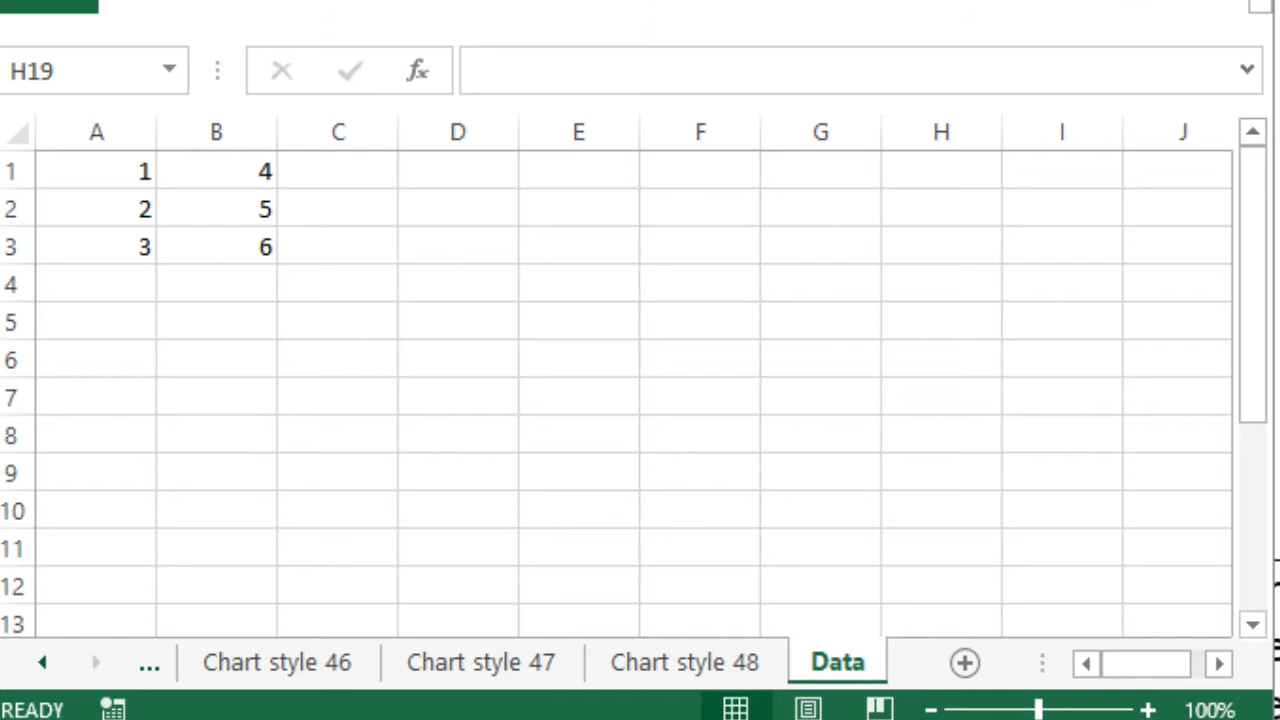 H19
fx
A B C D E F G H I J
1 1 4
2 2 5
3 3 6
4
5
6
7
8
9
10
11
12
13
... Chart style 46 Chart style 47 Chart style 48 Data
READY 100%